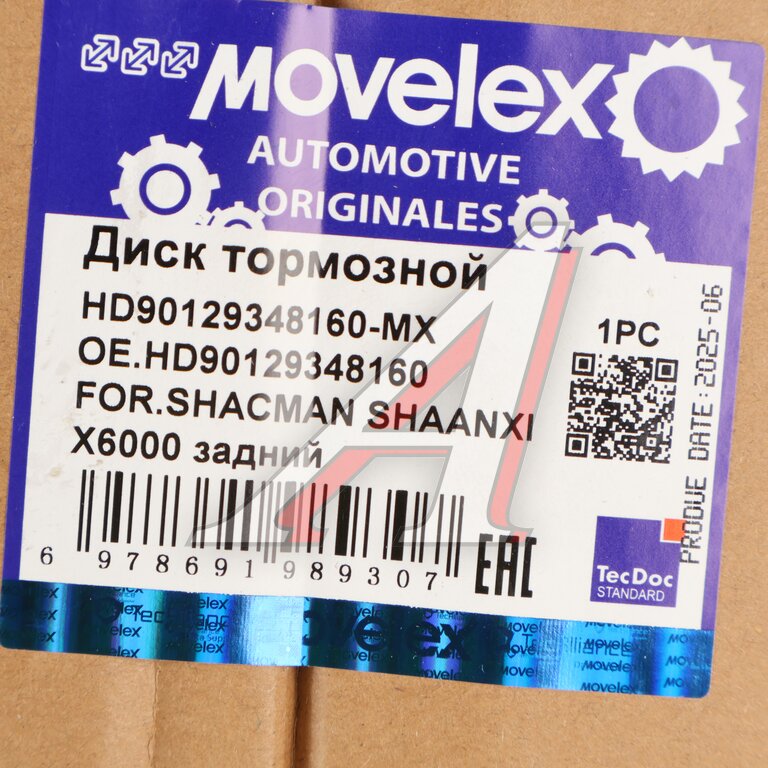 MOVelex
AUTOMOTIVE
ORIGINALES
Диск тормозной
HD90129348160-MX
OE.HD90129348160
FOR.SHACMAN SHAANXI
X6000 задний
1PC
PRODUE DATE:2025-06
6 978691 989307
EAC
TecDoc
STANDARD
Movelex